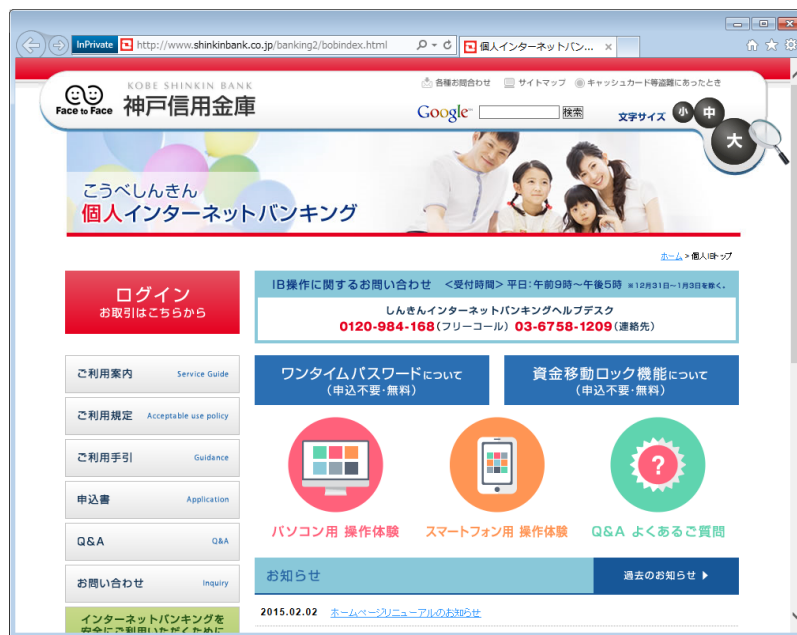 InPrivate http://www.shinkinbank.co.jp/banking2/bobindex.html
個人インターネットバン...
各種お問合わせ サイトマップ キャッシュカード等盗難にあったとき
KOBE SHINKIN BANK
Face to Face 神戸信用金庫
Google 検索 文字サイズ 小 中 大
こうべしんきん
個人インターネットバンキング
ホーム > 個人IBトップ
ログイン
お取引はこちらから
IB操作に関するお問い合わせ <受付時間> 平日:午前9時~午後5時 ※12月31日~1月3日を除く。
しんきんインターネットバンキングヘルプデスク
0120-984-168(フリーコール) 03-6758-1209(連絡先)
ご利用案内 Service Guide
ご利用規定 Acceptable use policy
ご利用手引 Guidance
申込書 Application
Q&A Q&A
お問い合わせ Inquiry
インターネットバンキングを
安全にご利用いただくために
ワンタイムパスワードについて
(申込不要・無料)
資金移動ロック機能について
(申込不要・無料)
?
パソコン用 操作体験 スマートフォン用 操作体験 Q&A よくあるご質問
お知らせ 過去のお知らせ
2015.02.02 ホームページリニューアルのお知らせ